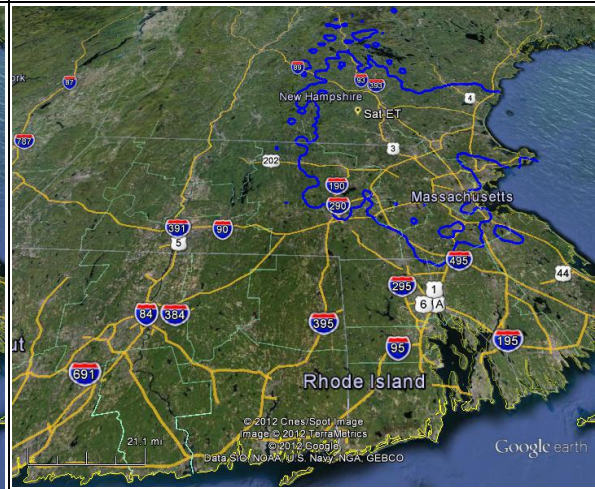 89
ork
87
93
393
New Hampshire
4
Sat ET
787
3
202
190
Massachusetts
290
391
90
5
495
44
295
1
6
A
84
384
395
195
95
ut
691
Rhode Island
© 2012 Cnes/Spot Image
21.1 mi
Image © 2012 TerraMetrics
© 2012 Google
Google earth
Data SIO, NOAA, U.S. Navy, NGA, GEBCO